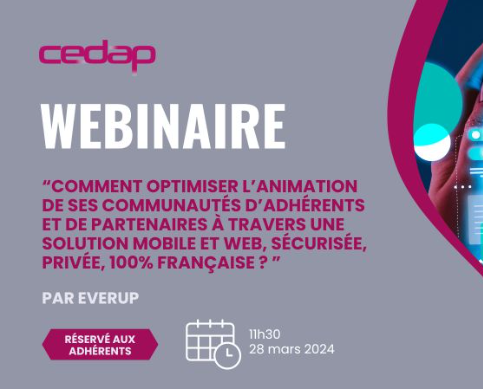 cedap
WEBINAIRE
“COMMENT OPTIMISER L’ANIMATION
DE SES COMMUNAUTÉS D’ADHÉRENTS
ET DE PARTENAIRES À TRAVERS UNE
SOLUTION MOBILE ET WEB, SÉCURISÉE,
PRIVÉE, 100% FRANÇAISE ? ”
PAR EVERUP
RÉSERVÉ AUX
ADHÉRENTS
11h30
28 mars 2024